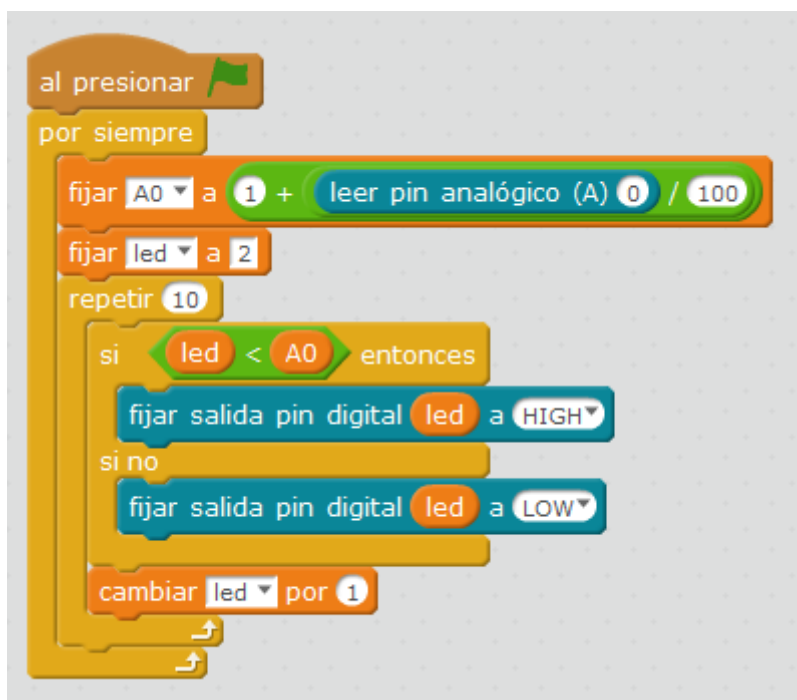 al presionar
por siempre
fijar A0 a 1 + leer pin analógico (A) 0 / 100
fijar led a 2
repetir 10
si led < A0 entonces
fijar salida pin digital led a HIGH
si no
fijar salida pin digital led a LOW
cambiar led por 1